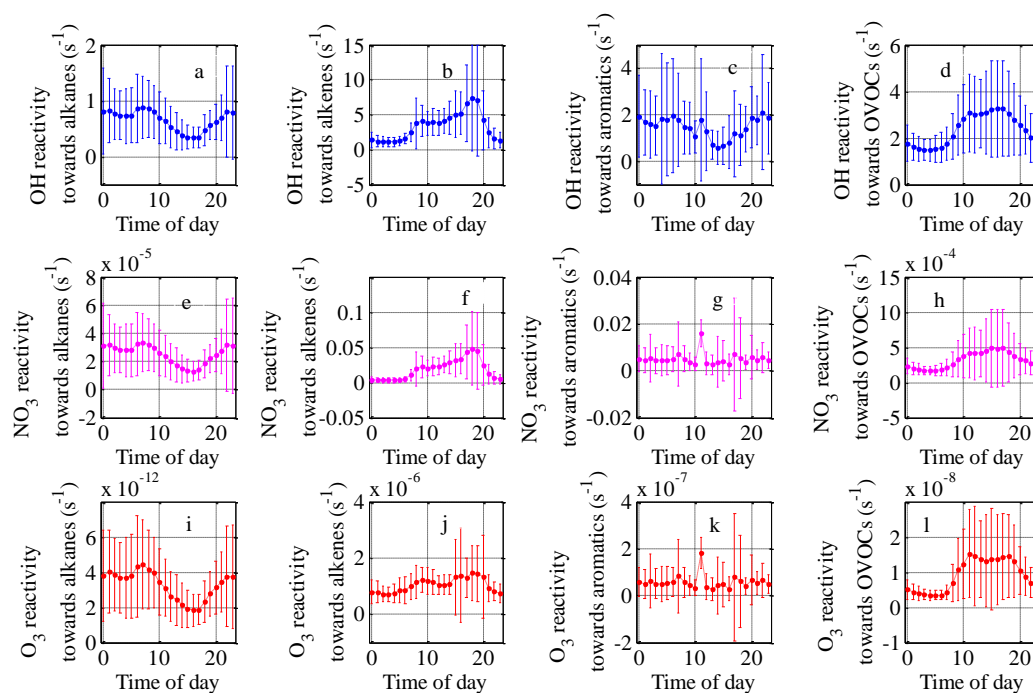 2
1
0
0
10
20
a
OH reactivity
towards alkanes (s⁻¹)
Time of day
15
10
5
0
-5
0
10
20
b
OH reactivity
towards alkenes (s⁻¹)
Time of day
4
2
0
0
10
20
c
OH reactivity
towards aromatics (s⁻¹)
Time of day
6
4
2
0
0
10
20
d
OH reactivity
towards OVOCs (s⁻¹)
Time of day
x 10⁻⁵
8
6
4
2
0
-2
0
10
20
e
NO₃ reactivity
towards alkanes (s⁻¹)
Time of day
0.1
0.05
0
-0.05
0
10
20
f
NO₃ reactivity
towards alkenes (s⁻¹)
Time of day
0.04
0.02
0
-0.02
0
10
20
g
NO₃ reactivity
towards aromatics (s⁻¹)
Time of day
x 10⁻⁴
15
10
5
0
-5
0
10
20
h
NO₃ reactivity
towards OVOCs (s⁻¹)
Time of day
x 10⁻¹²
6
4
2
0
0
10
20
i
O₃ reactivity
towards alkanes (s⁻¹)
Time of day
x 10⁻⁶
4
2
0
0
10
20
j
O₃ reactivity
towards alkenes (s⁻¹)
Time of day
x 10⁻⁷
4
2
0
-2
0
10
20
k
O₃ reactivity
towards aromatics (s⁻¹)
Time of day
x 10⁻⁸
3
2
1
0
-1
0
10
20
l
O₃ reactivity
towards OVOCs (s⁻¹)
Time of day